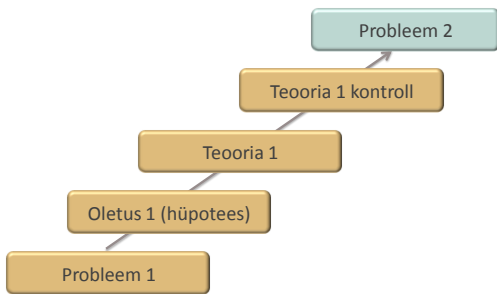 Probleem 2
Teooria 1 kontroll
Teooria 1
Oletus 1 (hüpotees)
Probleem 1